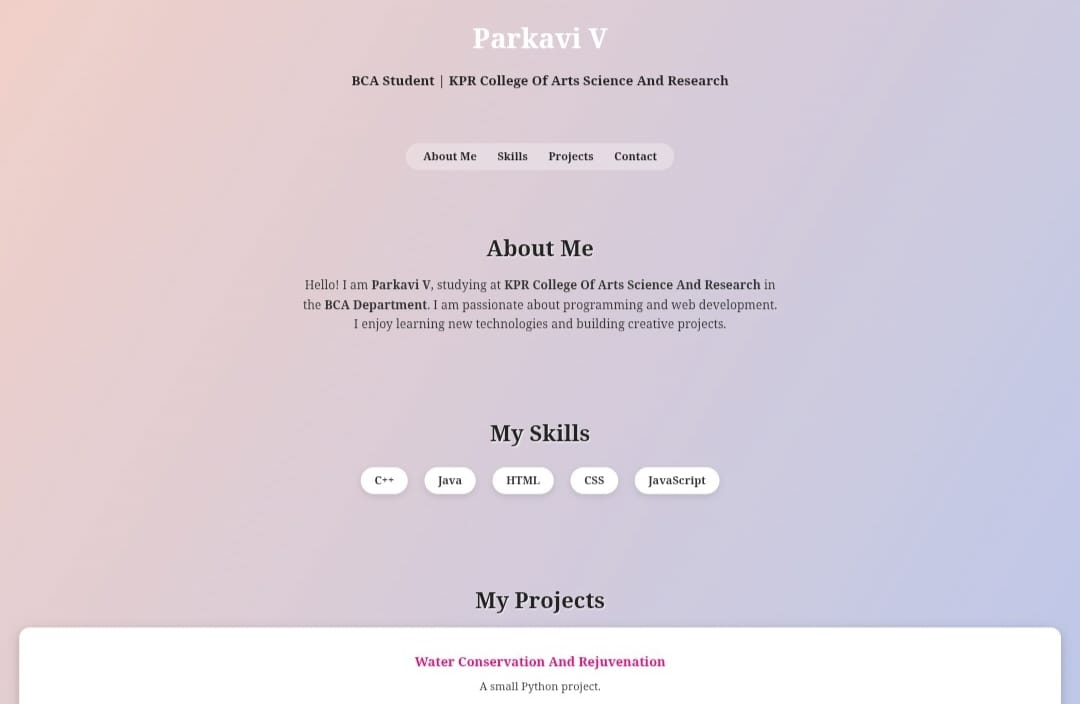 Parkavi V
BCA Student | KPR College Of Arts Science And Research
About Me Skills Projects Contact
About Me
Hello! I am Parkavi V, studying at KPR College Of Arts Science And Research in
the BCA Department. I am passionate about programming and web development.
I enjoy learning new technologies and building creative projects.
My Skills
C++ Java HTML CSS JavaScript
My Projects
Water Conservation And Rejuvenation
A small Python project.